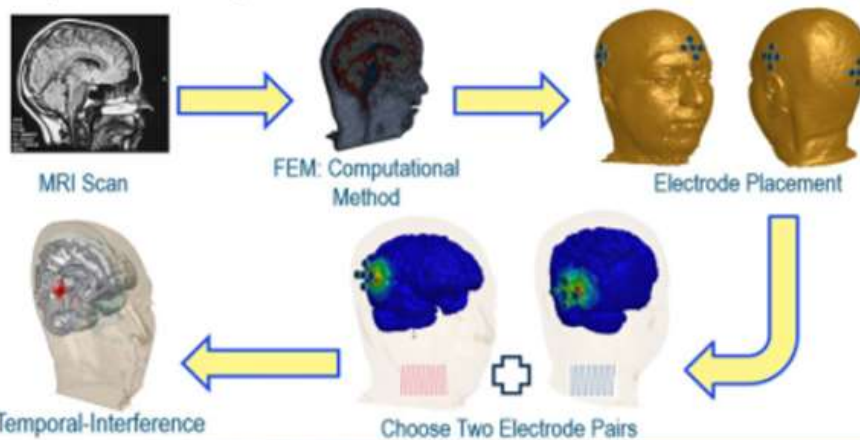 MRI Scan
FEM: Computational
Method
Electrode Placement
Temporal-Interference
Choose Two Electrode Pairs